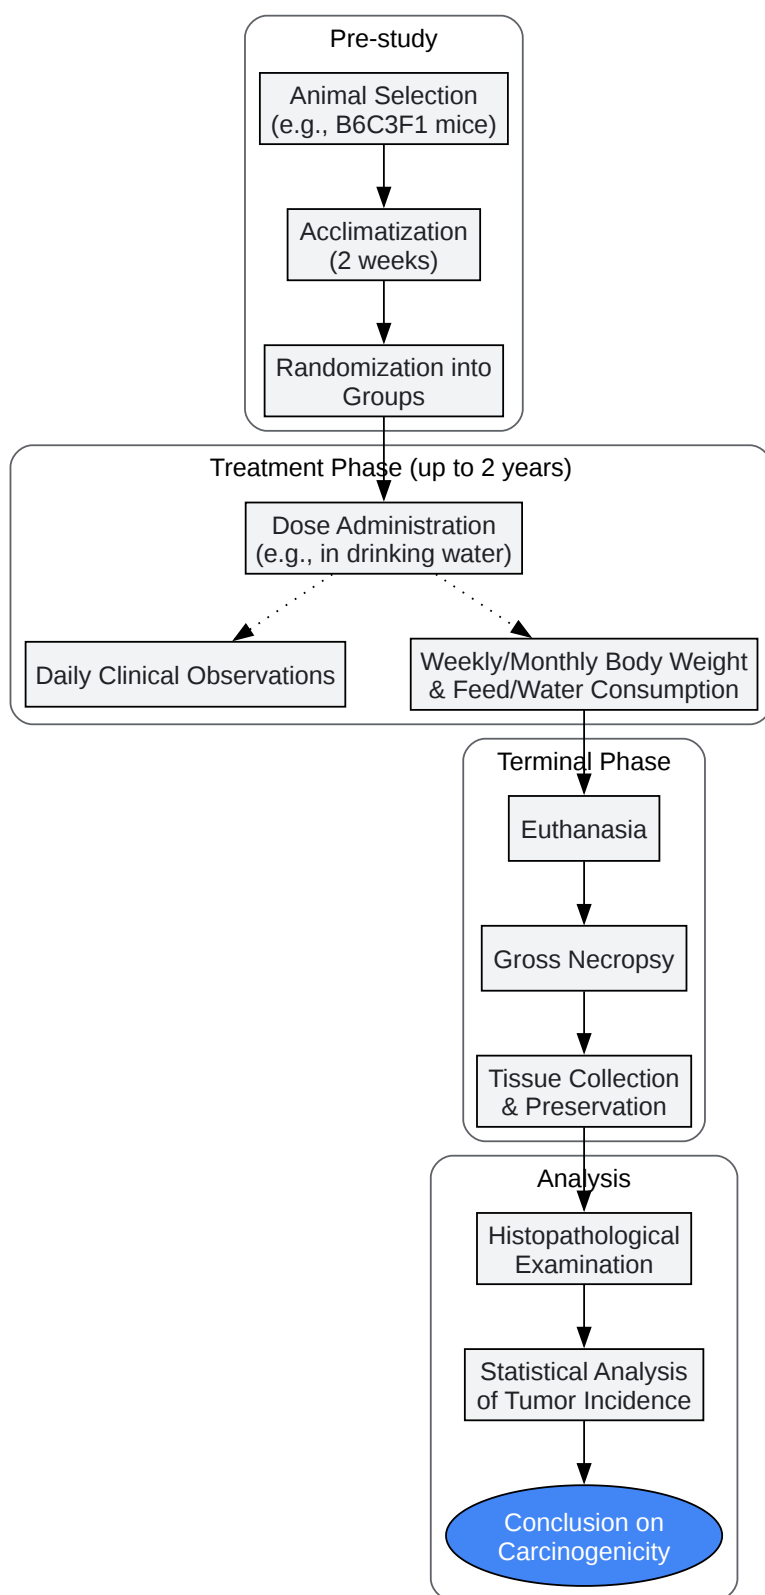 Pre-study
Animal Selection
(e.g., B6C3F1 mice)
Acclimatization
(2 weeks)
Randomization into
Groups
Treatment Phase (up to 2 years)
Dose Administration
(e.g., in drinking water)
Daily Clinical Observations
Weekly/Monthly Body Weight
& Feed/Water Consumption
Terminal Phase
Euthanasia
Gross Necropsy
Tissue Collection
& Preservation
Analysis
Histopathological
Examination
Statistical Analysis
of Tumor Incidence
Conclusion on
Carcinogenicity